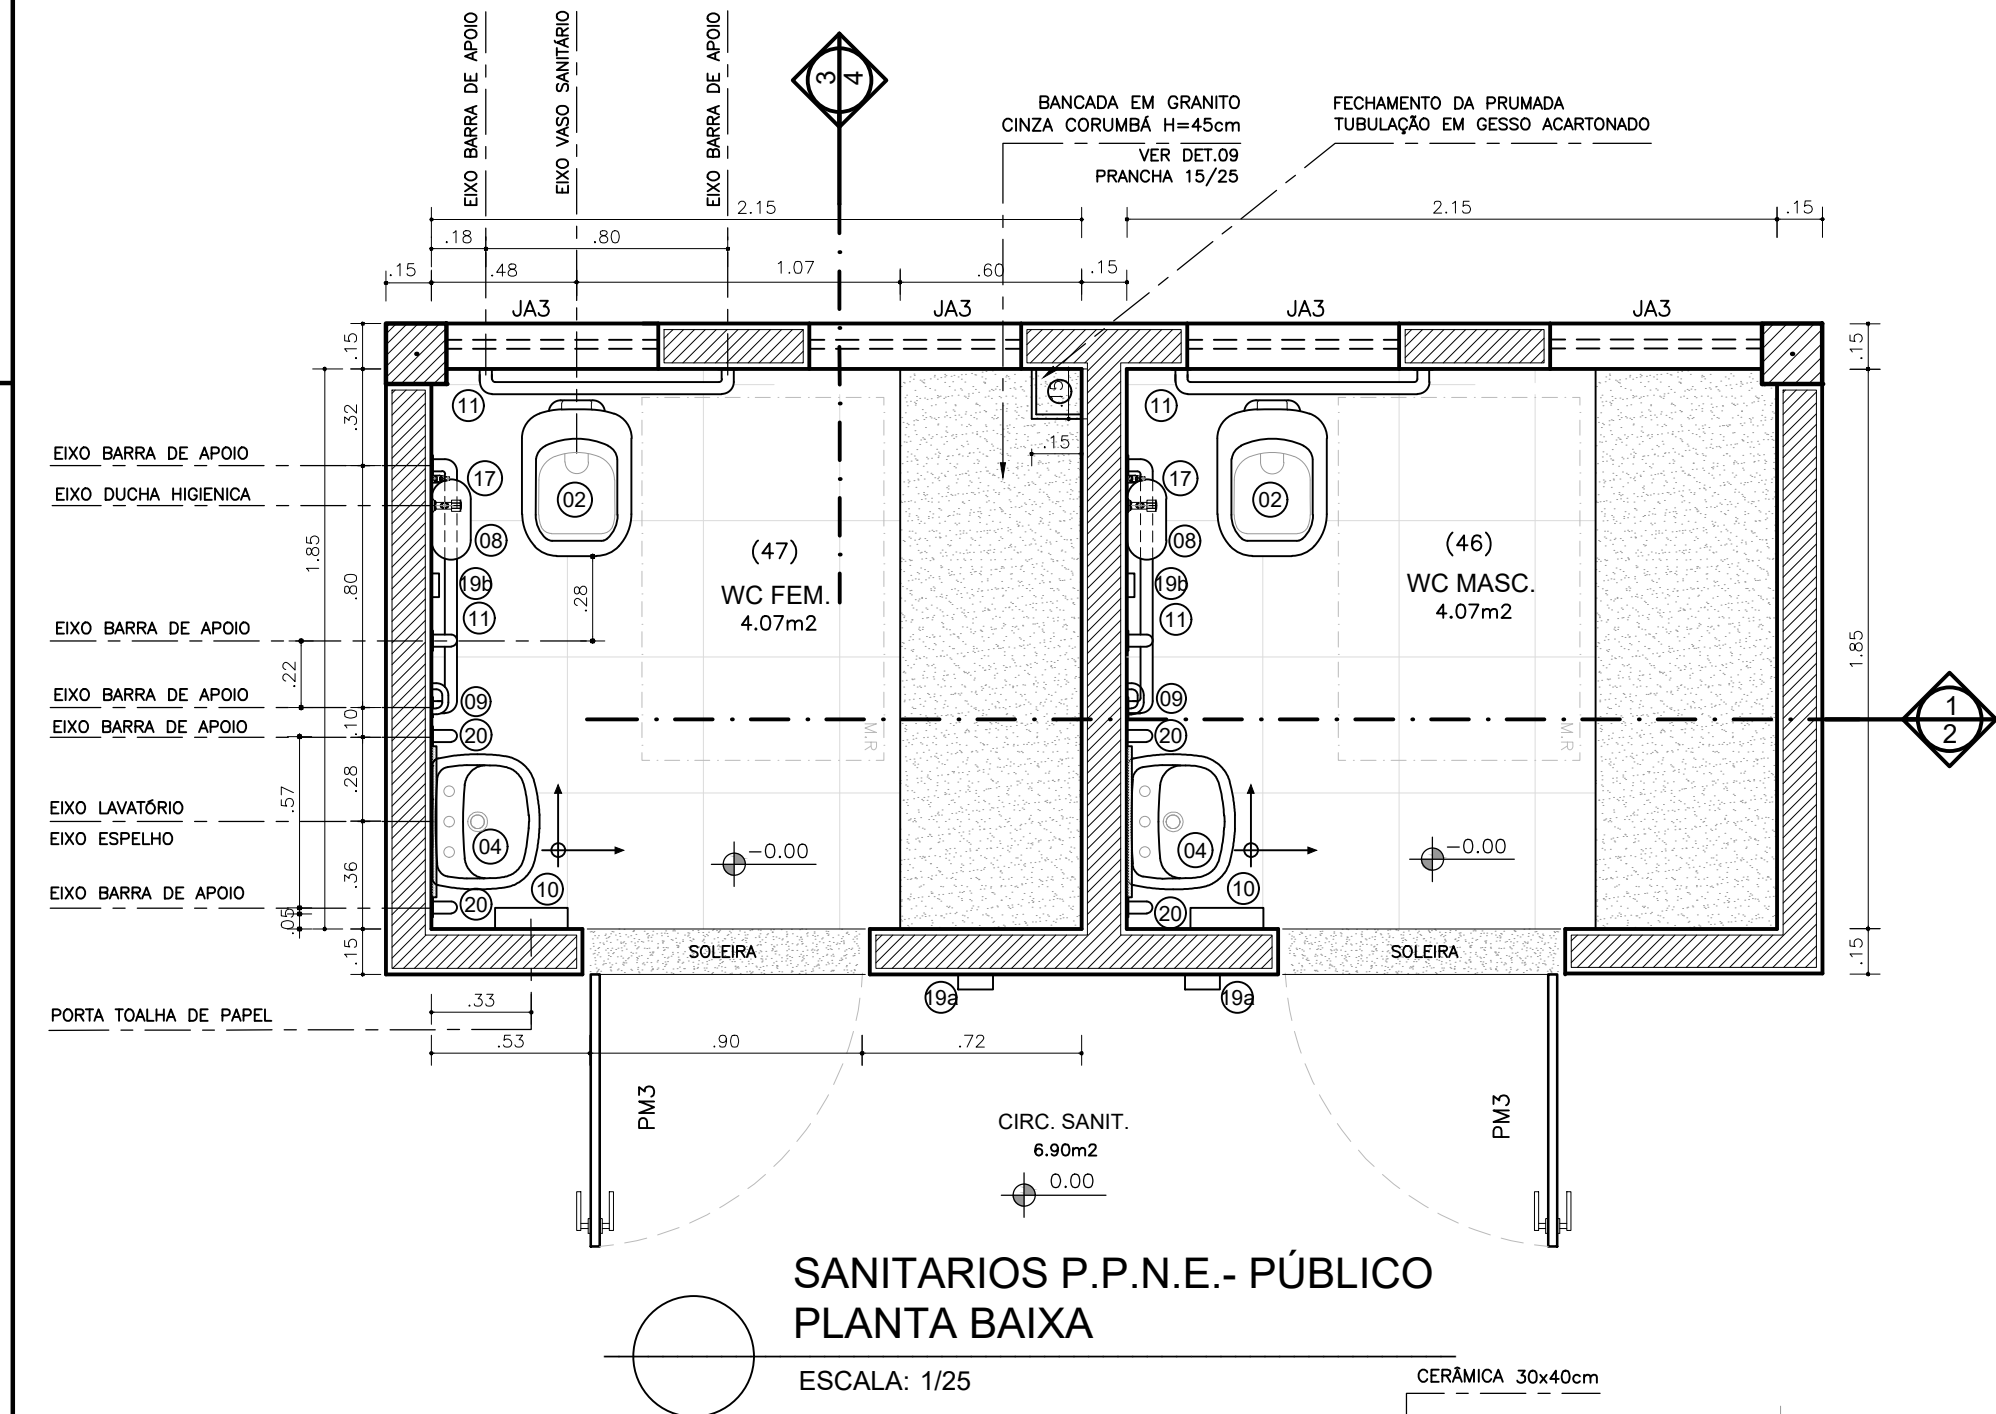 EIXO BARRA DE APOIO
EIXO VASO SANITÁRIO
EIXO BARRA DE APOIO
3
4
BANCADA EM GRANITO
CINZA CORUMBÁ H=45cm
VER DET.09
PRANCHA 15/25
FECHAMENTO DA PRUMADA
TUBULAÇÃO EM GESSO ACARTONADO
2.15
2.15
.15
.18
.80
.15
.48
1.07
.60
.15
JA3
JA3
JA3
JA3
.15
.15
.32
11
.15
11
EIXO BARRA DE APOIO
.15
17
17
EIXO DUCHA HIGIENICA
02
02
1.85
08
(47)
08
(46)
.80
19b
WC FEM.
4.07m2
19b
WC MASC.
4.07m2
.28
11
11
EIXO BARRA DE APOIO
1.85
.22
EIXO BARRA DE APOIO
09
09
EIXO BARRA DE APOIO
.10
20
M.R
20
M.R
1
2
.57
.28
EIXO LAVATÓRIO
EIXO ESPELHO
04
-0.00
04
-0.00
.36
EIXO BARRA DE APOIO
10
10
20
20
.05
.15
SOLEIRA
SOLEIRA
.15
PORTA TOALHA DE PAPEL
.33
19a
19a
.53
.90
.72
PM3
PM3
CIRC. SANIT.
6.90m2
0.00
SANITARIOS P.P.N.E.- PÚBLICO
PLANTA BAIXA
ESCALA: 1/25
CERÂMICA 30x40cm